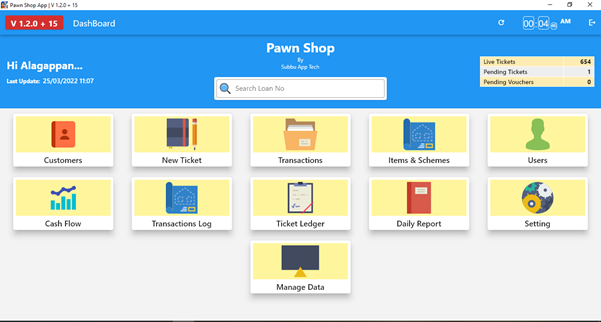 Pawn Shop App | V 1.2.0 + 15
V 1.2.0 + 15
DashBoard
00 04 AM
Pawn Shop
By
Subbu App Tech
Hi Alagappan...
Last Update: 25/03/2022 11:07
Search Loan No
Live Tickets 654
Pending Tickets 1
Pending Vouchers 0
Customers
New Ticket
Transactions
Items & Schemes
Users
Cash Flow
Transactions Log
Ticket Ledger
Daily Report
Setting
Manage Data